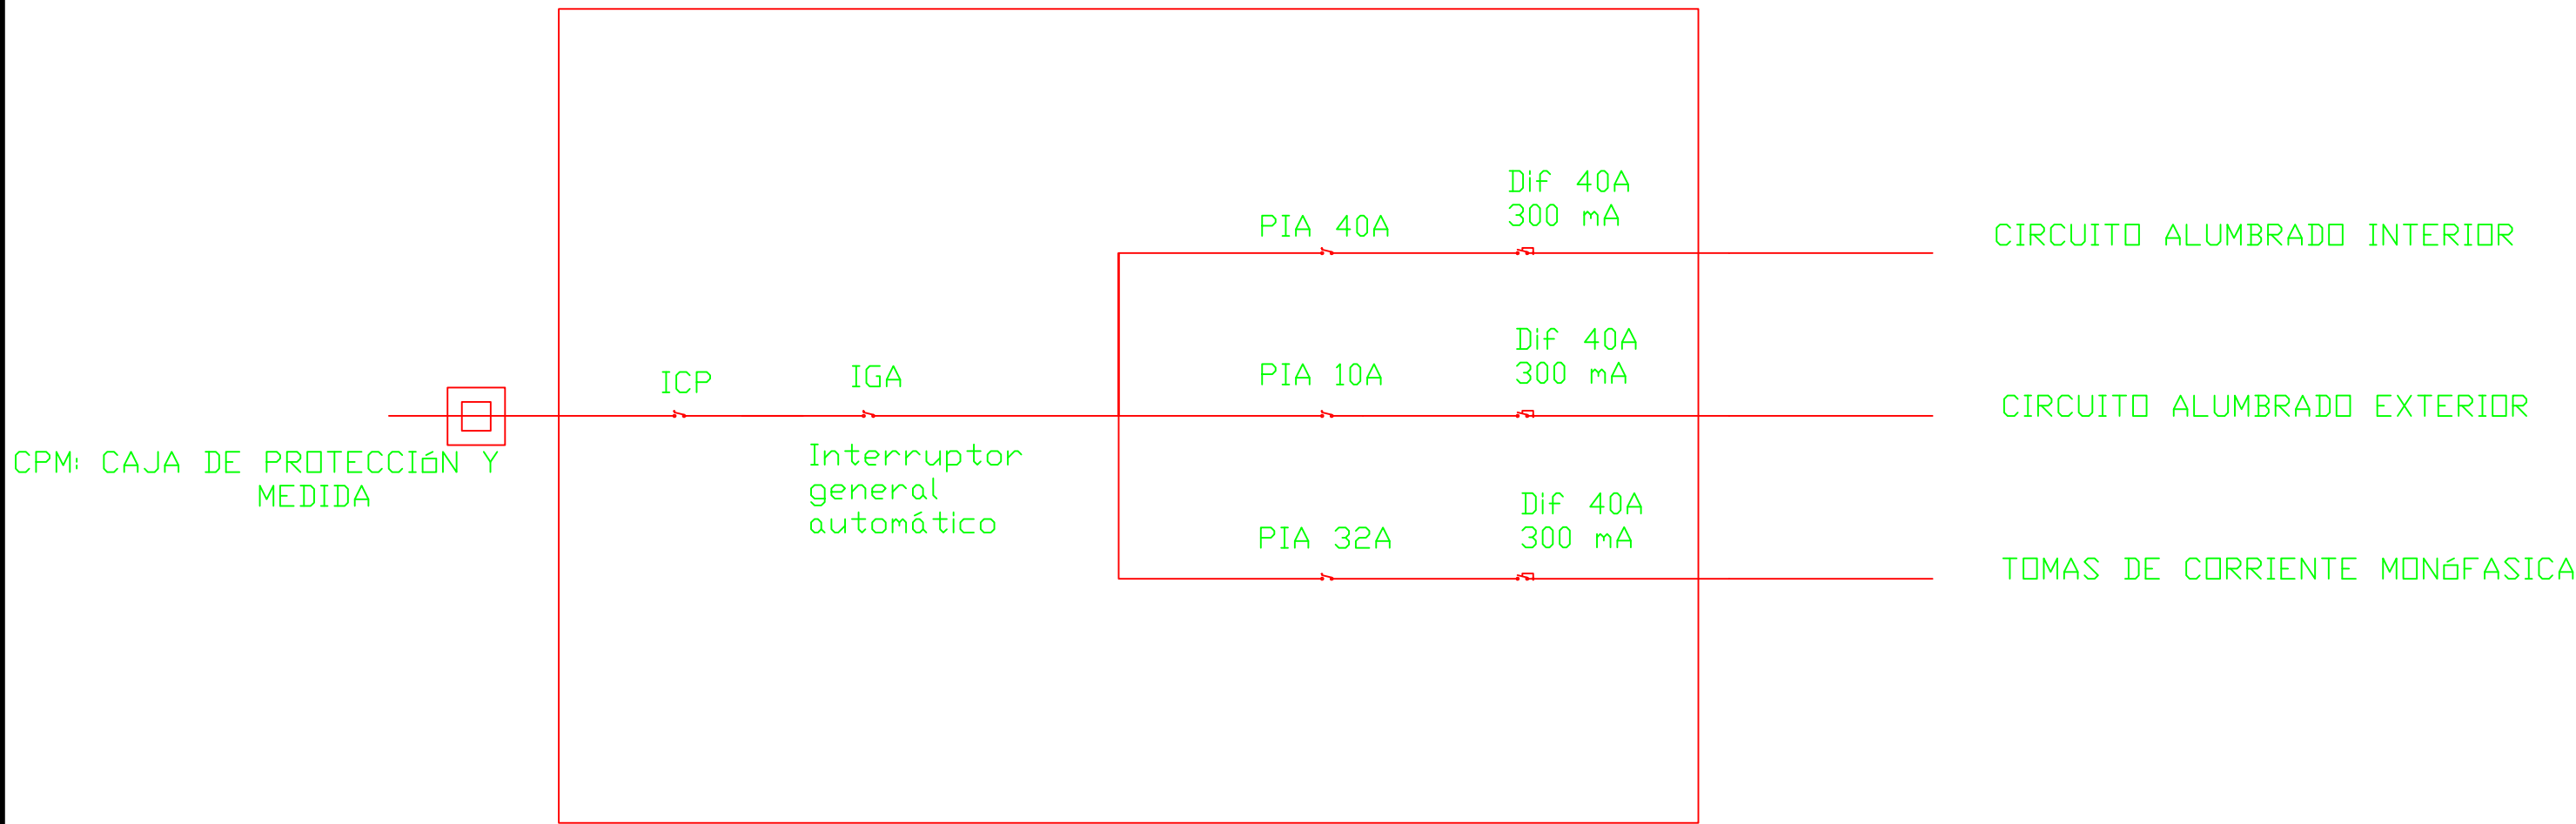 CPM: CAJA DE PROTECCIóN Y
MEDIDA
ICP
IGA
Interruptor
general
automático
PIA 40A
Dif 40A
300 mA
CIRCUITO ALUMBRADO INTERIOR
PIA 10A
Dif 40A
300 mA
CIRCUITO ALUMBRADO EXTERIOR
PIA 32A
Dif 40A
300 mA
TOMAS DE CORRIENTE MONóFASICA